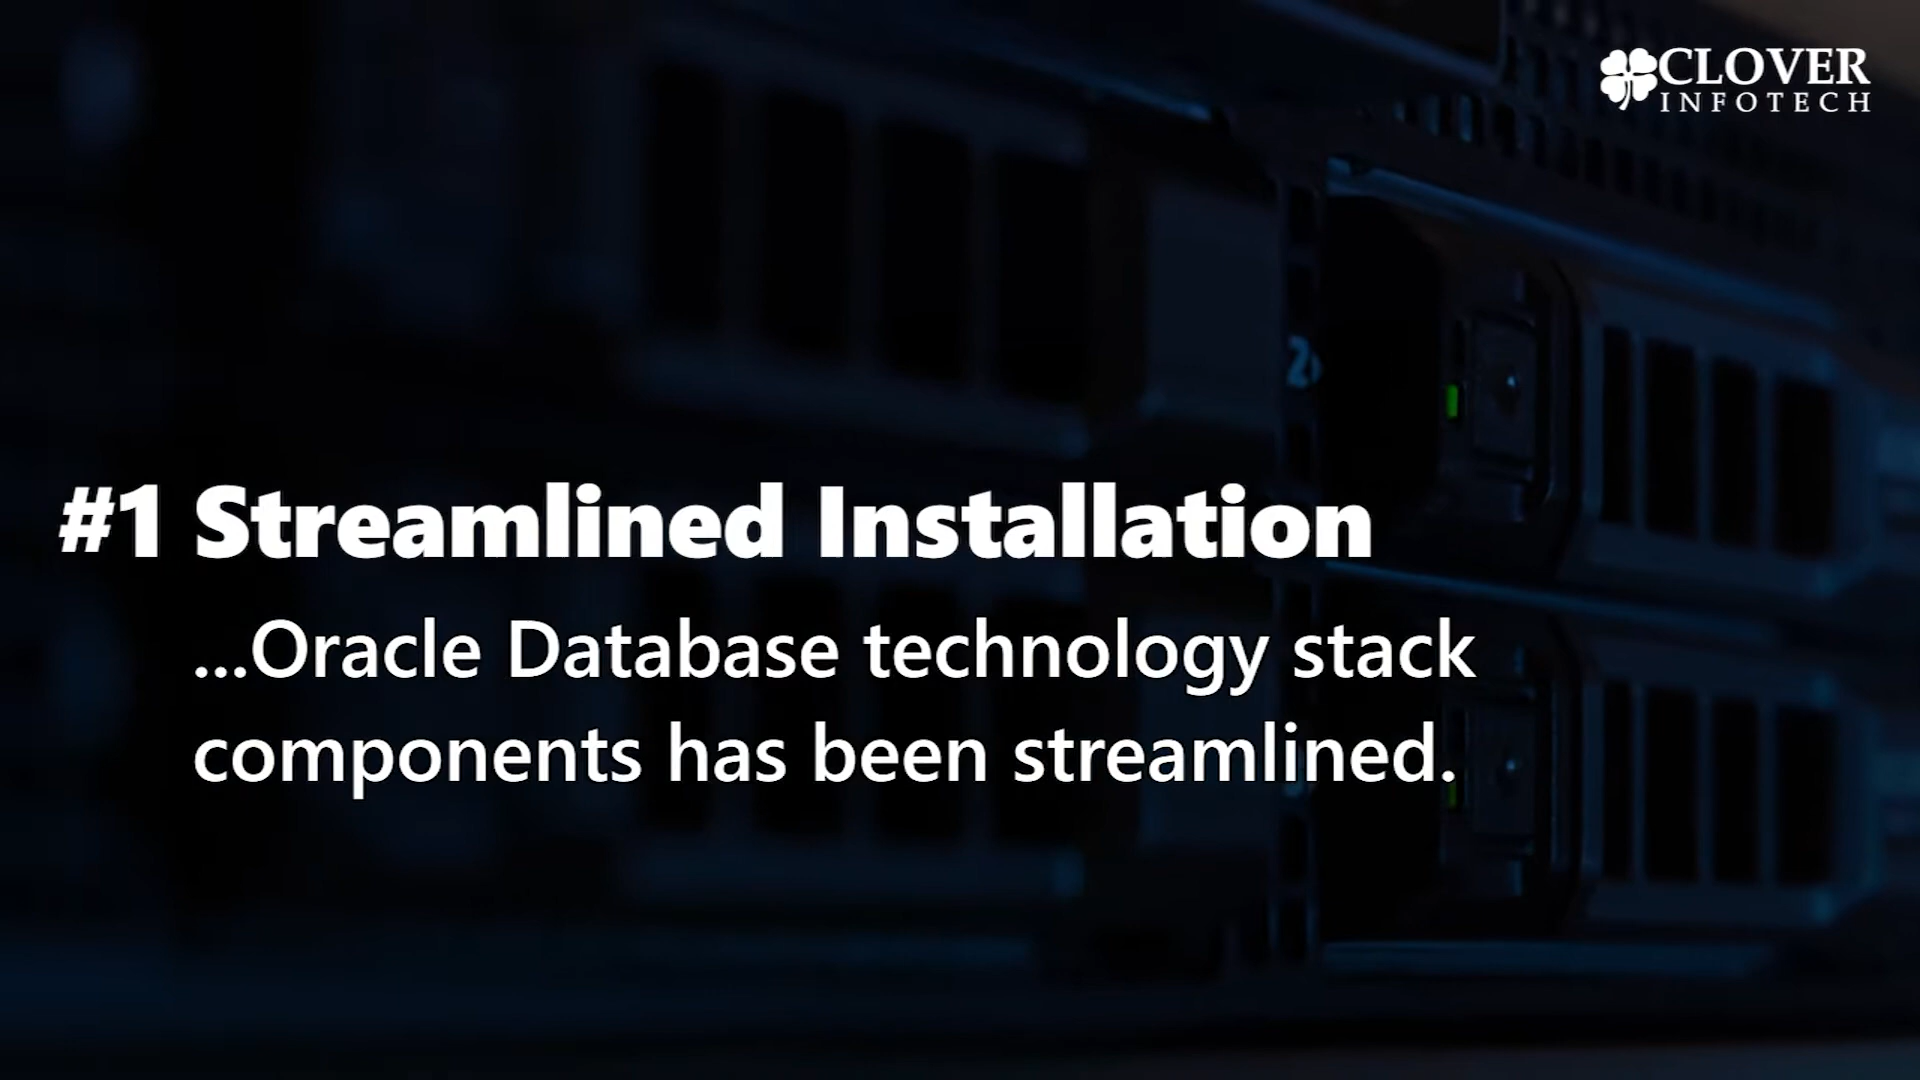 CLOVER
INFOTECH
#1 Streamlined Installation
...Oracle Database technology stack
components has been streamlined.